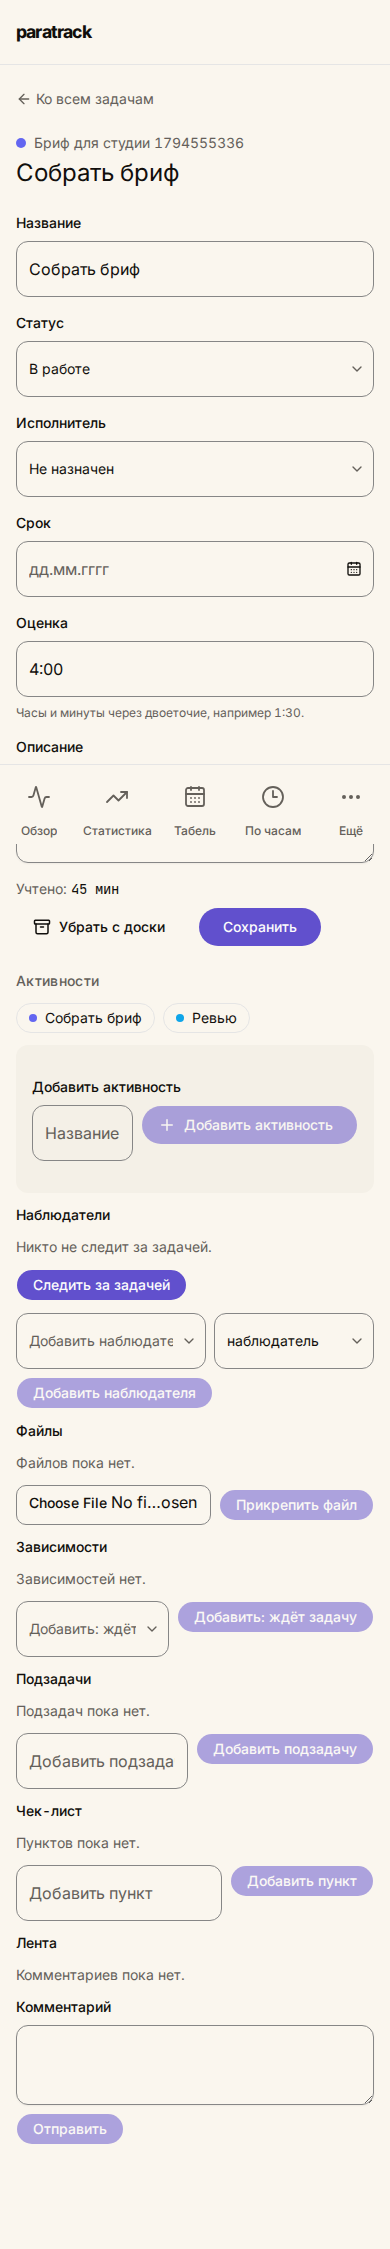 paratrack
Ко всем задачам
Бриф для студии 1794555336
Собрать бриф
Название
Собрать бриф
Статус
В работе
Исполнитель
Не назначен
Срок
дд.мм.гггг
Оценка
4:00
Часы и минуты через двоеточие, например 1:30.
Описание
Обзор Статистика Табель По часам Ещё
Учтено: 45 мин
Убрать с доски Сохранить
Активности
Собрать бриф Ревью
Добавить активность
Название Добавить активность
Наблюдатели
Никто не следит за задачей.
Следить за задачей
Добавить наблюдате наблюдатель
Добавить наблюдателя
Файлы
Файлов пока нет.
Choose File No fi...osen Прикрепить файл
Зависимости
Зависимостей нет.
Добавить: ждёт Добавить: ждёт задачу
Подзадачи
Подзадач пока нет.
Добавить подзада Добавить подзадачу
Чек-лист
Пунктов пока нет.
Добавить пункт Добавить пункт
Лента
Комментариев пока нет.
Комментарий
Отправить